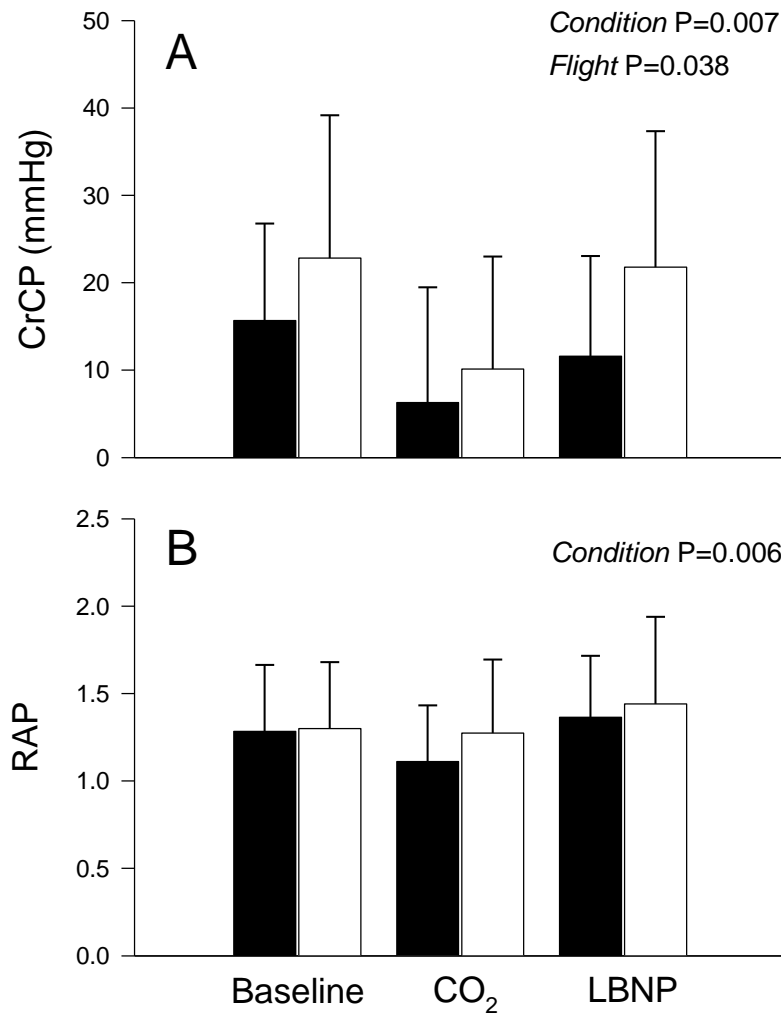 A
Condition P=0.007
Flight P=0.038
CrCP (mmHg)
50
40
30
20
10
0
B
Condition P=0.006
RAP
2.5
2.0
1.5
1.0
0.5
0.0
Baseline CO₂ LBNP